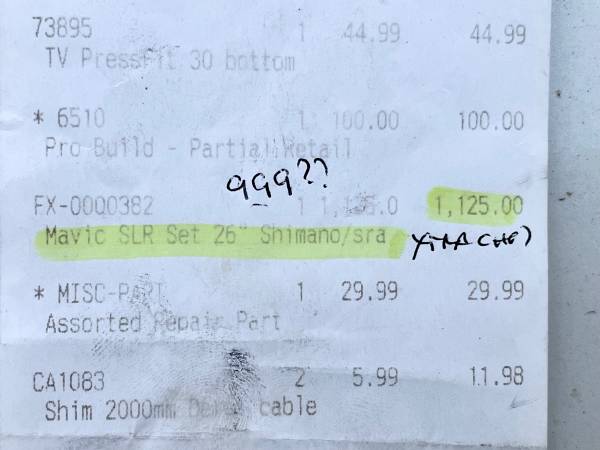 73895 1 44.99 44.99
TV PressFit 30 bottom
* 6510 1 100.00 100.00
Pro Build - Partial Retail
999??
FX-0000382 1 1,125.0 1,125.00
Mavic SLR Set 26" Shimano/sra
* MISC-PART 1 29.99 29.99
Assorted Repair Part
CA1083 2 5.99 11.98
Shim 2000mm cable